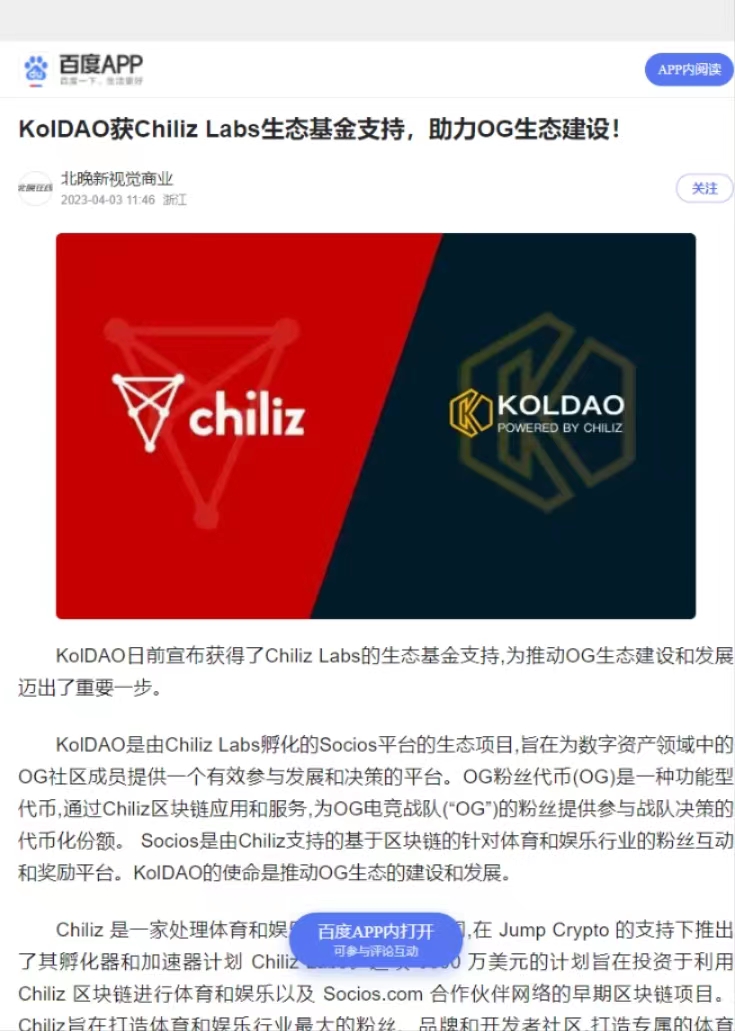 百度APP
百度一下，生活更好
APP内阅读
KolDAO获Chiliz Labs生态基金支持，助力OG生态建设！
北晚在线
北晚新视觉商业
2023-04-03 11:46 浙江
关注
chiliz
KOLDAO
POWERED BY CHILIZ
KolDAO日前宣布获得了Chiliz Labs的生态基金支持,为推动OG生态建设和发展
迈出了重要一步。
KolDAO是由Chiliz Labs孵化的Socios平台的生态项目,旨在为数字资产领域中的
OG社区成员提供一个有效参与发展和决策的平台。OG粉丝代币(OG)是一种功能型
代币,通过Chiliz区块链应用和服务,为OG电竞战队(“OG”)的粉丝提供参与战队决策的
代币化份额。 Socios是由Chiliz支持的基于区块链的针对体育和娱乐行业的粉丝互动
和奖励平台。KolDAO的使命是推动OG生态的建设和发展。
Chiliz 是一家处理体育和娱 ,在 Jump Crypto 的支持下推出
百度APP内打开
可参与评论互动
了其孵化器和加速器计划 Chiliz 万美元的计划旨在投资于利用
Chiliz 区块链进行体育和娱乐以及 Socios.com 合作伙伴网络的早期区块链项目。
Chiliz旨在打造体育和娱乐行业最大的粉丝、品牌和开发者社区,打造专属的体育